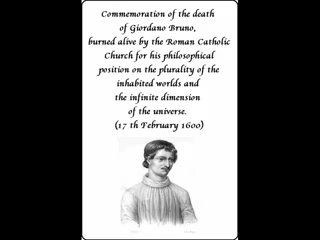 Commemoration of the death
of Giordano Bruno,
burned alive by the Roman Catholic
Church for his philosophical
position on the plurality of the
inhabited worlds and
the infinite dimension
of the universe.
(17 th February 1600)